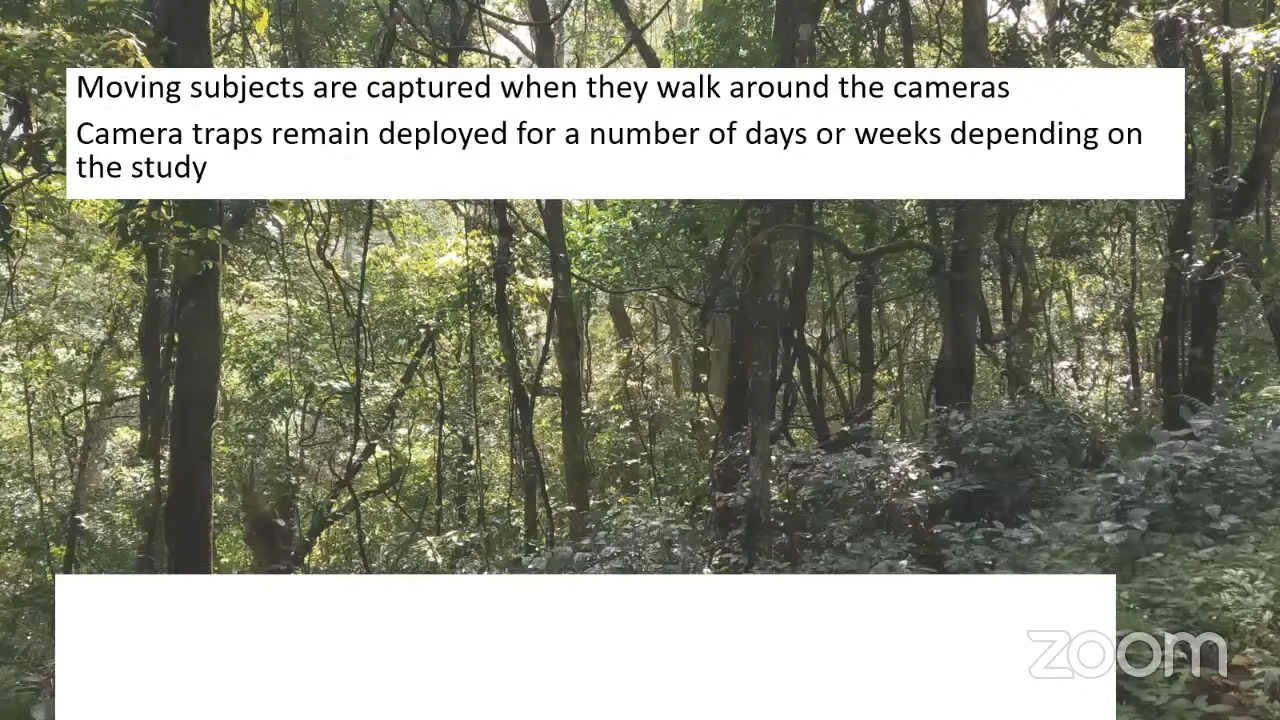 Moving subjects are captured when they walk around the cameras
Camera traps remain deployed for a number of days or weeks depending on
the study
zoom